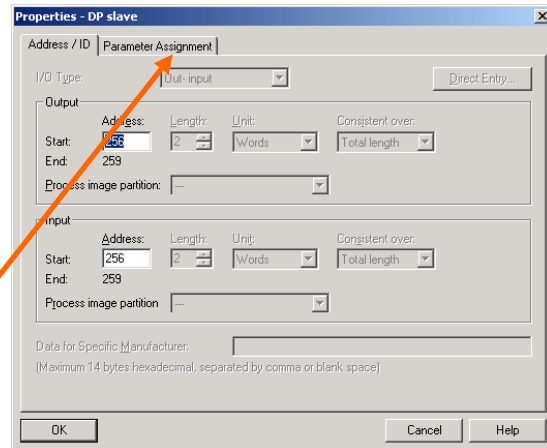 Properties - DP slave
Address / ID Parameter Assignment
I/O Type: Out- input Direct Entry...
Output
Address: Length: Unit: Consistent over:
Start: 256 2 Words Total length
End: 259
Process image partition: ---
Input
Address: Length: Unit: Consistent over:
Start: 256 2 Words Total length
End: 259
Process image partition ---
Data for Specific Manufacturer:
(Maximum 14 bytes hexadecimal, separated by comma or blank space)
OK Cancel Help